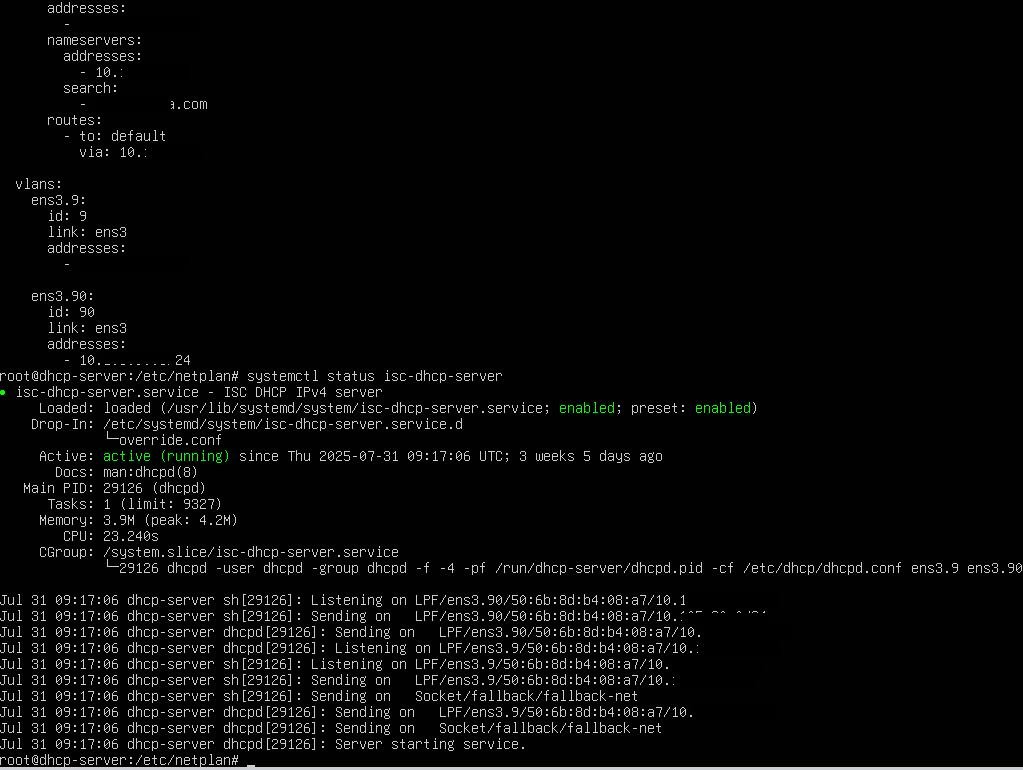 addresses:
-
nameservers:
addresses:
- 10.
search:
-          a.com
routes:
- to: default
via: 10.
vlans:
ens3.9:
id: 9
link: ens3
addresses:
-
ens3.90:
id: 90
link: ens3
addresses:
- 10.          24
root@dhcp-server:/etc/netplan# systemctl status isc-dhcp-server
● isc-dhcp-server.service - ISC DHCP IPv4 server
Loaded: loaded (/usr/lib/systemd/system/isc-dhcp-server.service; enabled; preset: enabled)
Drop-In: /etc/systemd/system/isc-dhcp-server.service.d
└─override.conf
Active: active (running) since Thu 2025-07-31 09:17:06 UTC; 3 weeks 5 days ago
Docs: man:dhcpd(8)
Main PID: 29126 (dhcpd)
Tasks: 1 (limit: 9327)
Memory: 3.9M (peak: 4.2M)
CPU: 23.240s
CGroup: /system.slice/isc-dhcp-server.service
└─29126 dhcpd -user dhcpd -group dhcpd -f -4 -pf /run/dhcp-server/dhcpd.pid -cf /etc/dhcp/dhcpd.conf ens3.9 ens3.90
Jul 31 09:17:06 dhcp-server sh[29126]: Listening on LPF/ens3.90/50:6b:8d:b4:08:a7/10.1
Jul 31 09:17:06 dhcp-server sh[29126]: Sending on   LPF/ens3.90/50:6b:8d:b4:08:a7/10.
Jul 31 09:17:06 dhcp-server dhcpd[29126]: Sending on   LPF/ens3.90/50:6b:8d:b4:08:a7/10.
Jul 31 09:17:06 dhcp-server dhcpd[29126]: Listening on LPF/ens3.9/50:6b:8d:b4:08:a7/10.
Jul 31 09:17:06 dhcp-server sh[29126]: Listening on LPF/ens3.9/50:6b:8d:b4:08:a7/10.
Jul 31 09:17:06 dhcp-server sh[29126]: Sending on   LPF/ens3.9/50:6b:8d:b4:08:a7/10.
Jul 31 09:17:06 dhcp-server sh[29126]: Sending on   Socket/fallback/fallback-net
Jul 31 09:17:06 dhcp-server dhcpd[29126]: Sending on   LPF/ens3.9/50:6b:8d:b4:08:a7/10.
Jul 31 09:17:06 dhcp-server dhcpd[29126]: Sending on   Socket/fallback/fallback-net
Jul 31 09:17:06 dhcp-server dhcpd[29126]: Server starting service.
root@dhcp-server:/etc/netplan# _